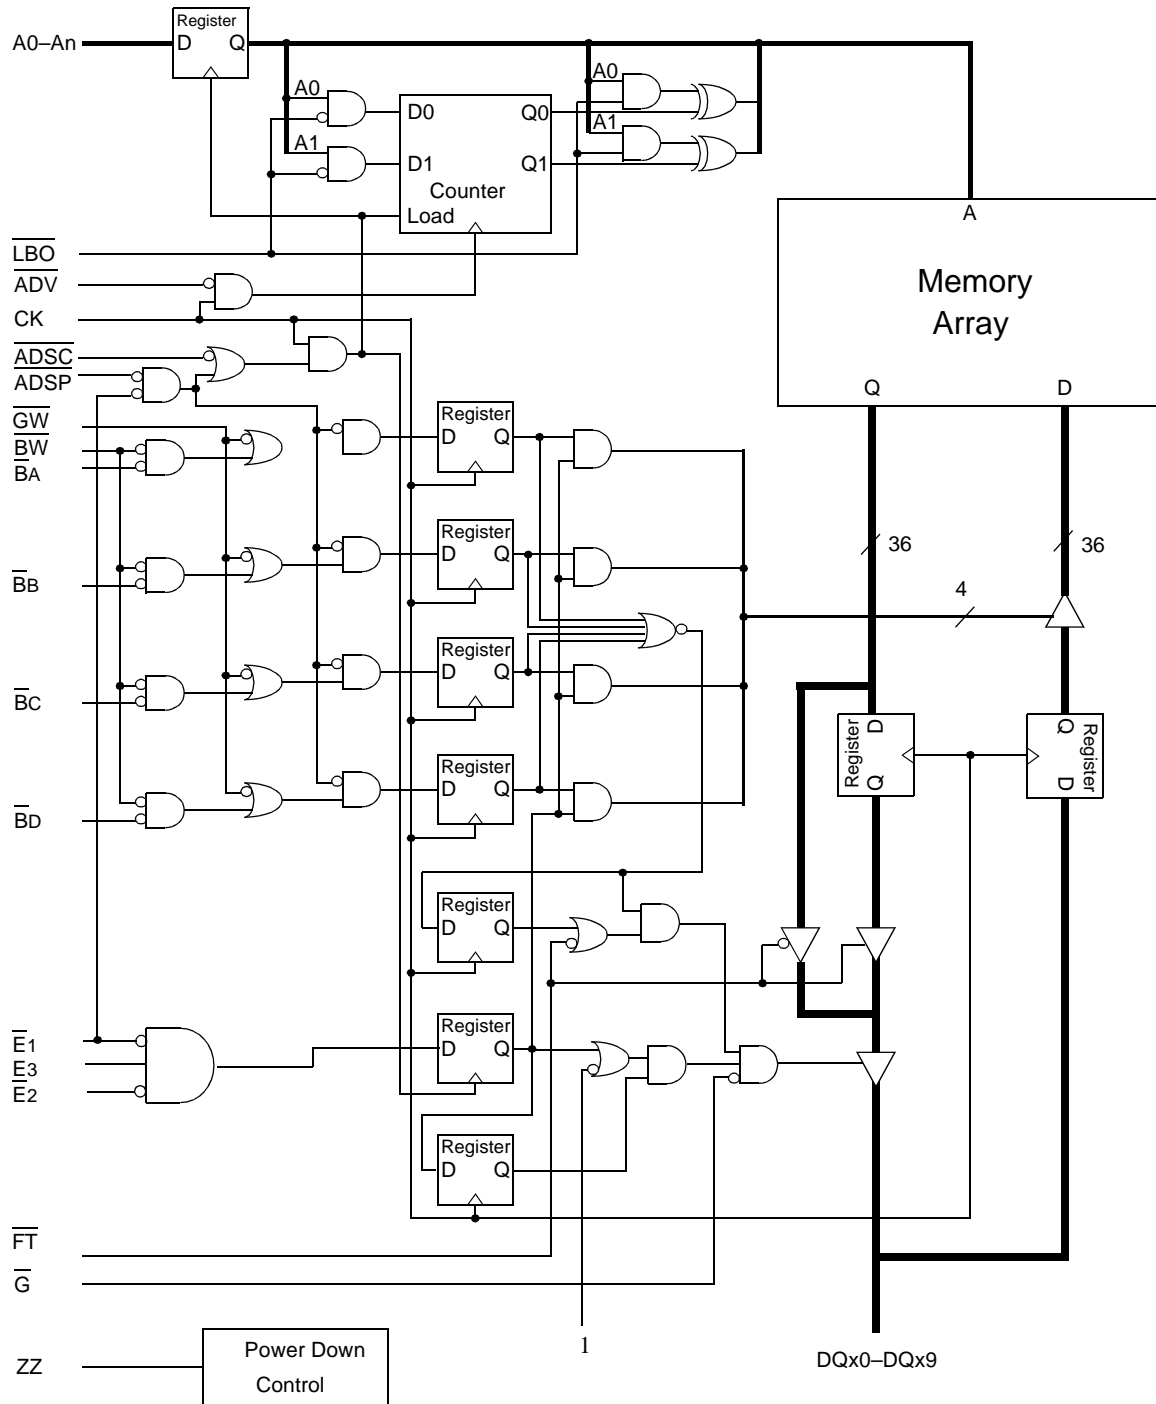 Register
A0–An
D Q
A0
A0
D0
Q0
A1
A1
D1
Q1
Counter
Load
A
LBO
ADV
CK
Memory
Array
ADSC
ADSP
Q D
GW
BW
BA
Register
D Q
Register
D Q
36 36
BB
4
Register
D Q
BC
Register
D
Q
Q
Register
D
Register
D Q
BD
Register
D Q
Register
D Q
E1
E3
E2
Register
D Q
FT
G
1
ZZ
Power Down
Control
DQx0–DQx9